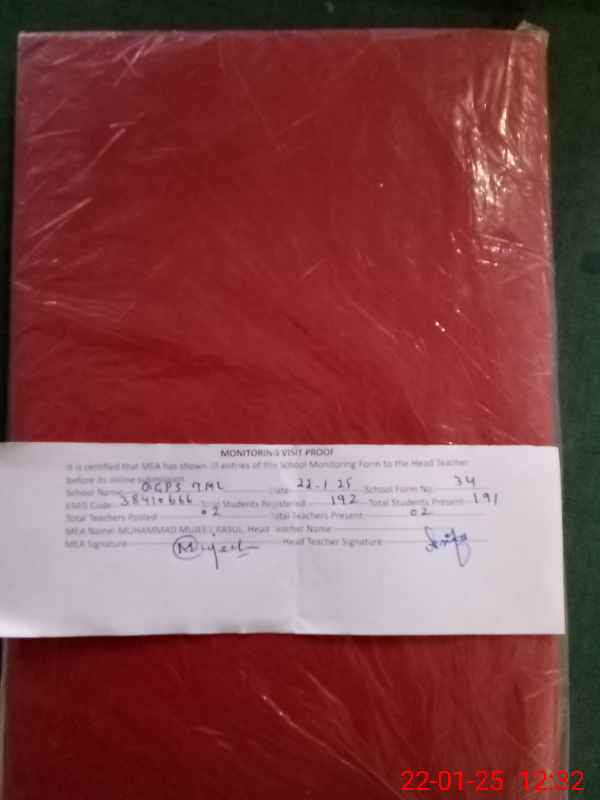 MONITORING VISIT PROOF
It is certified that MEA has shown all entries of the School Monitoring Form to the Head Teacher
before its online
School Name GGPS Date 22-1-25 School Form No. 34
EMIS Code: 38410666 Total Students Registered 192 Total Students Present 191
Total Teachers Posted 02 Total Teachers Present: 02
MEA Name: MUHAMMAD RASUL Head Teacher Name
MEA Signature Head Teacher Signature
22-01-25 12:32